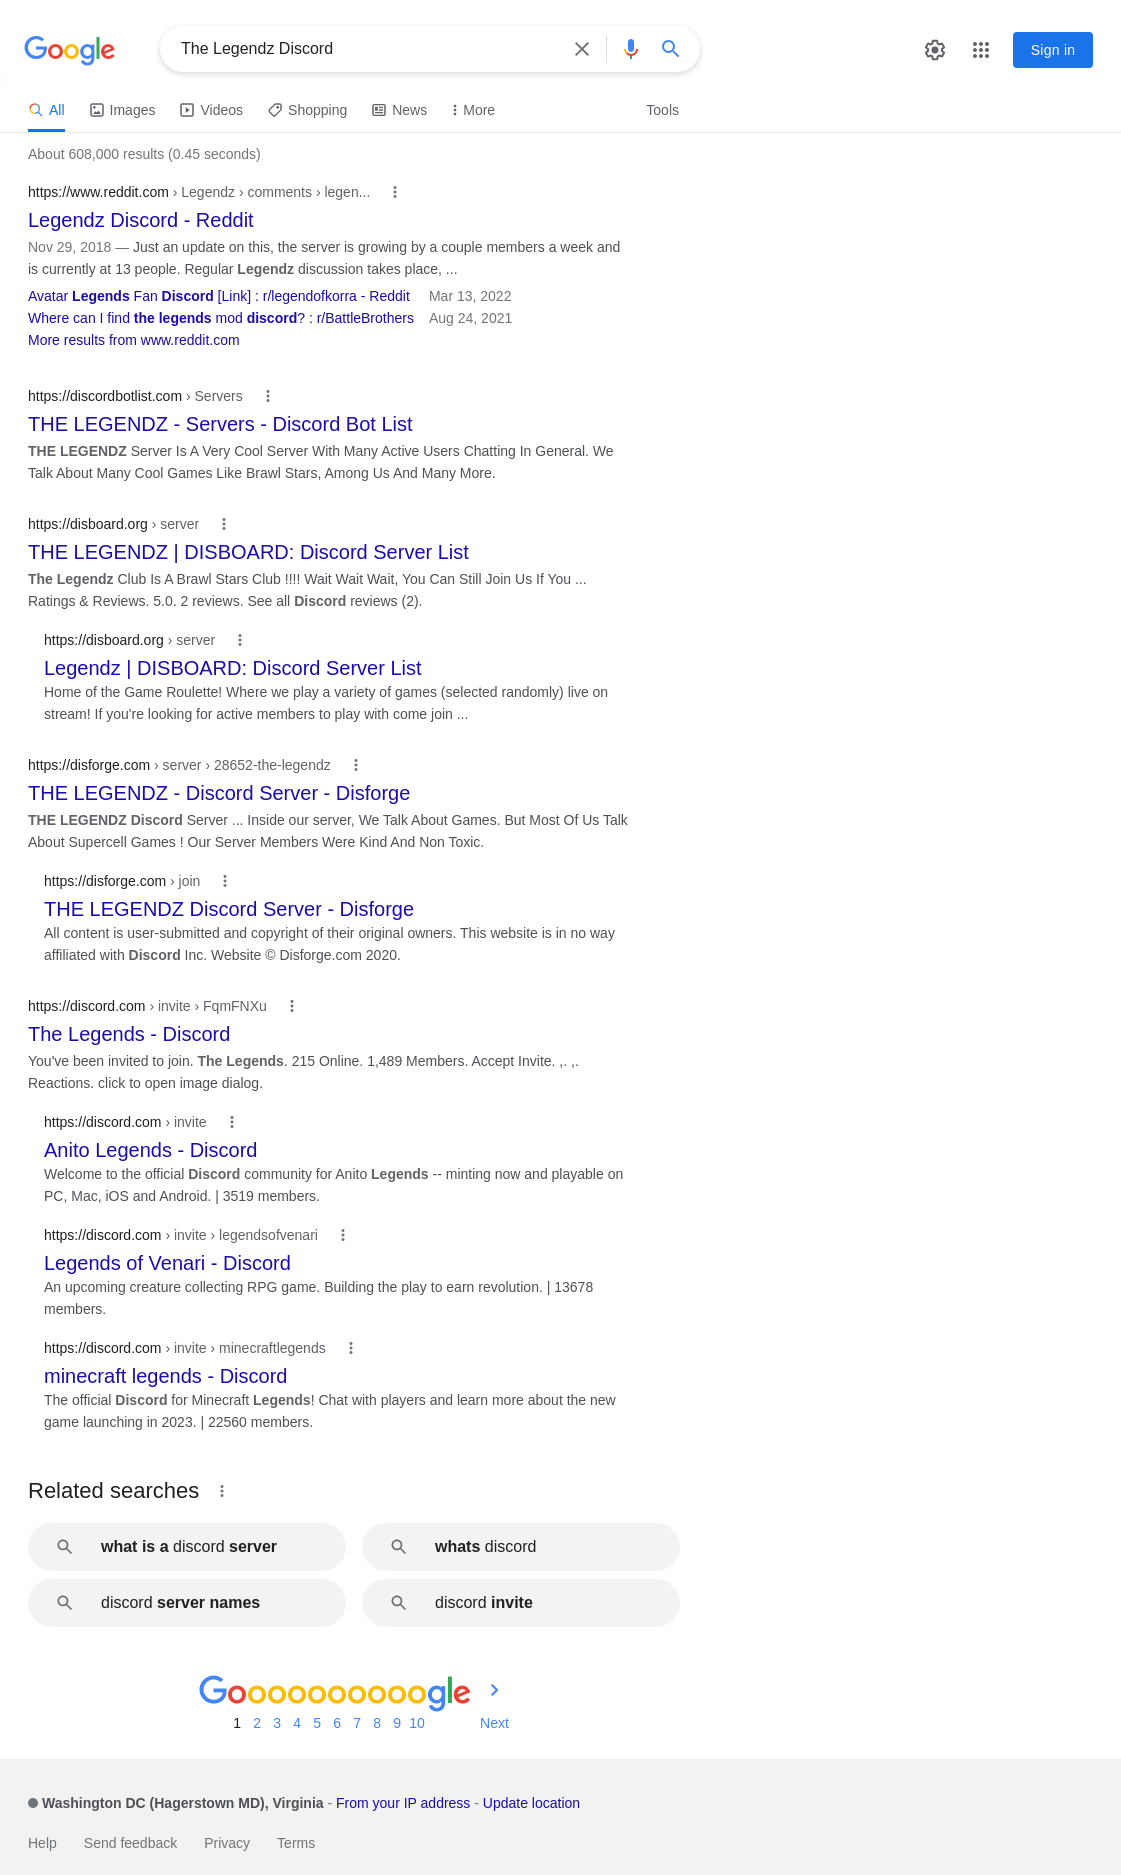 Google
The Legendz Discord
Sign in
All
Images
Videos
Shopping
News
More
Tools
About 608,000 results (0.45 seconds)
https://www.reddit.com › Legendz › comments › legen...
Legendz Discord - Reddit
Nov 29, 2018 — Just an update on this, the server is growing by a couple members a week and
is currently at 13 people. Regular Legendz discussion takes place, ...
Avatar Legends Fan Discord [Link] : r/legendofkorra - Reddit Mar 13, 2022
Where can I find the legends mod discord? : r/BattleBrothers Aug 24, 2021
More results from www.reddit.com
https://discordbotlist.com › Servers
THE LEGENDZ - Servers - Discord Bot List
THE LEGENDZ Server Is A Very Cool Server With Many Active Users Chatting In General. We
Talk About Many Cool Games Like Brawl Stars, Among Us And Many More.
https://disboard.org › server
THE LEGENDZ | DISBOARD: Discord Server List
The Legendz Club Is A Brawl Stars Club !!!! Wait Wait Wait, You Can Still Join Us If You ...
Ratings & Reviews. 5.0. 2 reviews. See all Discord reviews (2).
https://disboard.org › server
Legendz | DISBOARD: Discord Server List
Home of the Game Roulette! Where we play a variety of games (selected randomly) live on
stream! If you're looking for active members to play with come join ...
https://disforge.com › server › 28652-the-legendz
THE LEGENDZ - Discord Server - Disforge
THE LEGENDZ Discord Server ... Inside our server, We Talk About Games. But Most Of Us Talk
About Supercell Games ! Our Server Members Were Kind And Non Toxic.
https://disforge.com › join
THE LEGENDZ Discord Server - Disforge
All content is user-submitted and copyright of their original owners. This website is in no way
affiliated with Discord Inc. Website © Disforge.com 2020.
https://discord.com › invite › FqmFNXu
The Legends - Discord
You've been invited to join. The Legends. 215 Online. 1,489 Members. Accept Invite. ,. ,.
Reactions. click to open image dialog.
https://discord.com › invite
Anito Legends - Discord
Welcome to the official Discord community for Anito Legends -- minting now and playable on
PC, Mac, iOS and Android. | 3519 members.
https://discord.com › invite › legendsofvenari
Legends of Venari - Discord
An upcoming creature collecting RPG game. Building the play to earn revolution. | 13678
members.
https://discord.com › invite › minecraftlegends
minecraft legends - Discord
The official Discord for Minecraft Legends! Chat with players and learn more about the new
game launching in 2023. | 22560 members.
Related searches
what is a discord server
whats discord
discord server names
discord invite
Goooooooooogle
1 2 3 4 5 6 7 8 9 10 Next
Washington DC (Hagerstown MD), Virginia - From your IP address - Update location
Help Send feedback Privacy Terms